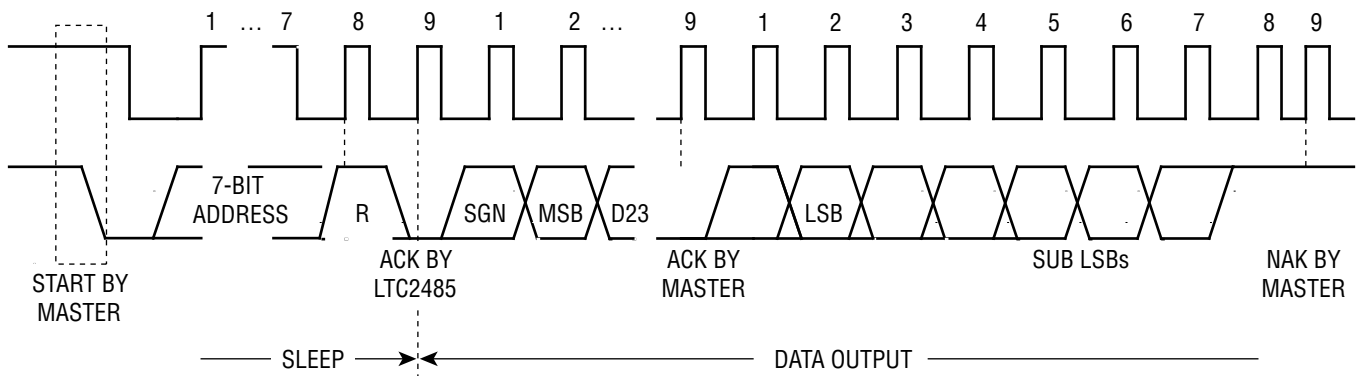 1 ... 7 8 9 1 2 ... 9 1 2 3 4 5 6 7 8 9
7-BIT
ADDRESS
R
SGN
MSB
D23
LSB
START BY
MASTER
ACK BY
LTC2485
ACK BY
MASTER
SUB LSBs
NAK BY
MASTER
SLEEP
DATA OUTPUT